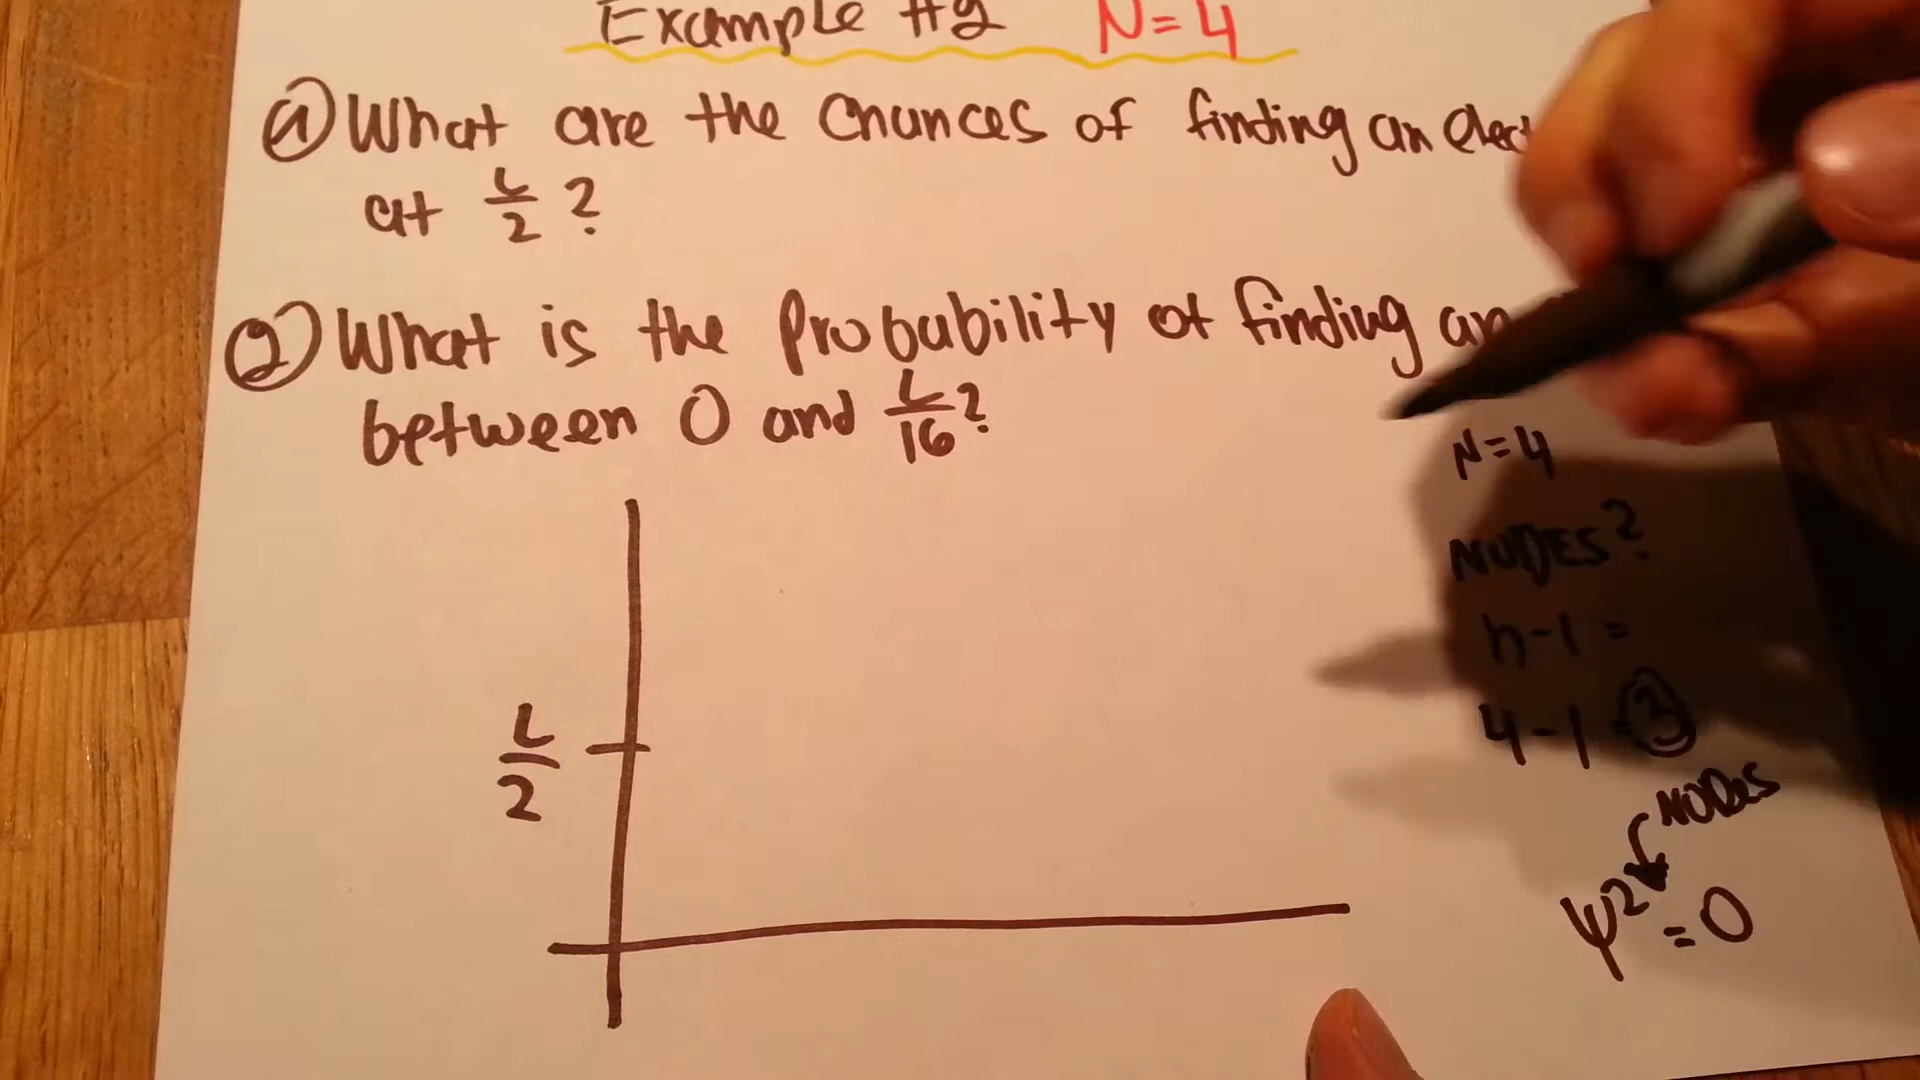 Example #2 N=4
a) What are the chances of finding an elect
at L/2 ?
2) What is the Probability of finding an
between 0 and L/16 ?
N=4
NODES?
n-1 =
4-1 3
NODES
ψ² = 0
L/2